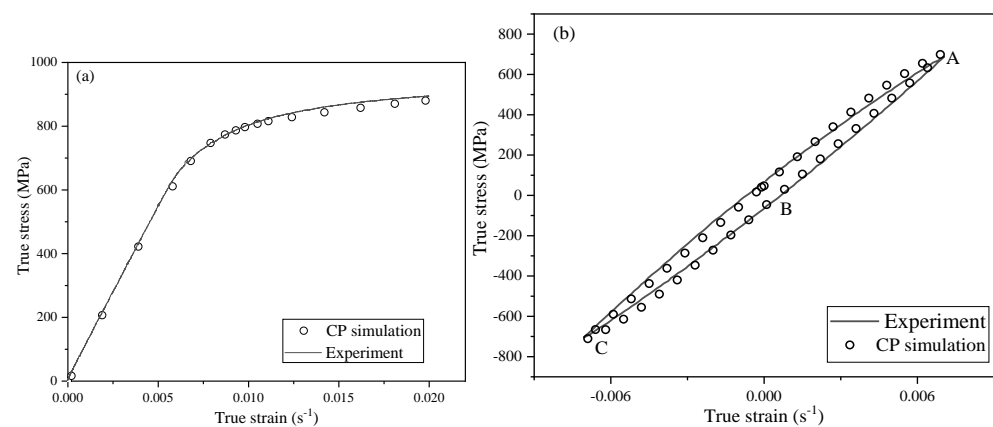 (a)
1000
800
600
400
200
0
True stress (MPa)
0.000
0.005
0.010
0.015
0.020
True strain (s⁻¹)
CP simulation
Experiment
(b)
800
600
400
200
0
-200
-400
-600
-800
True stress (MPa)
A
B
C
-0.006
0.000
0.006
True strain (s⁻¹)
Experiment
CP simulation